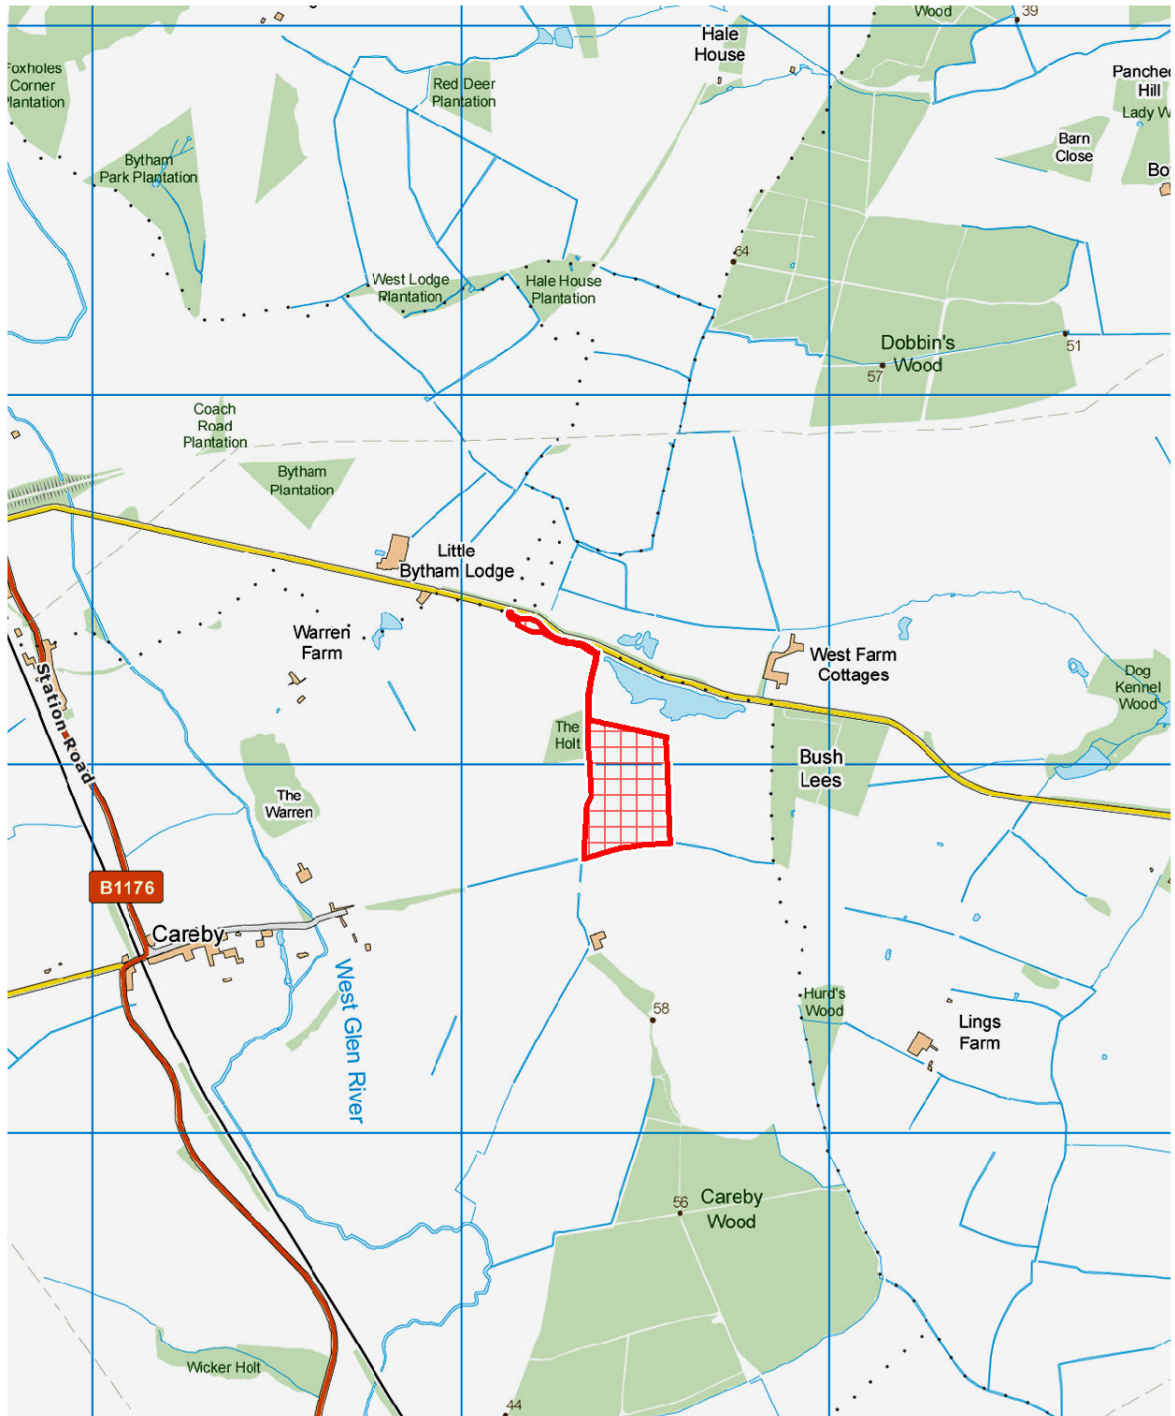 Wood
39
Hale
House
Foxholes
Corner
Plantation
Red Deer
Plantation
Hill
Lady W
Barn
Close
Bytham
Park Plantation
64
West Lodge
Plantation
Hale House
Plantation
Dobbin's
Wood
51
57
Coach
Road
Plantation
Bytham
Plantation
Little
Bytham Lodge
Warren
Farm
West Farm
Cottages
Dog
Kennel
Wood
Station Road
The
Holt
Bush
Lees
The
Warren
B1176
Careby
West Glen River
Hurd's
Wood
58
Lings
Farm
56
Careby
Wood
Wicker Holt
44